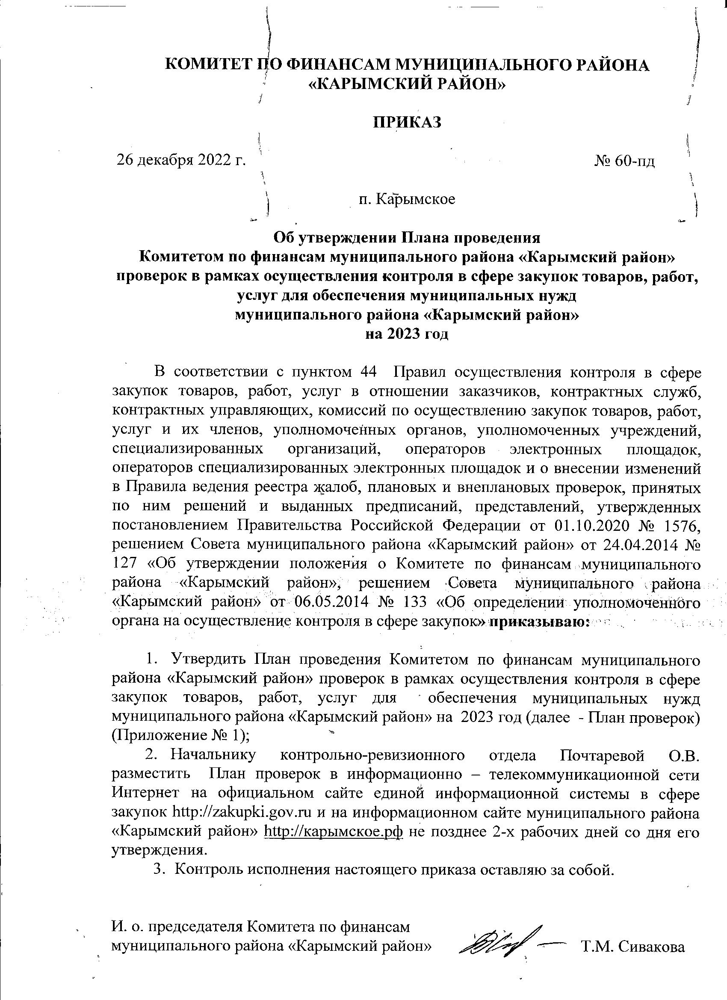 КОМИТЕТ ПО ФИНАНСАМ МУНИЦИПАЛЬНОГО РАЙОНА
«КАРЫМСКИЙ РАЙОН»
ПРИКАЗ
26 декабря 2022 г. № 60-пд
п. Карымское
Об утверждении Плана проведения
Комитетом по финансам муниципального района «Карымский район»
проверок в рамках осуществления контроля в сфере закупок товаров, работ,
услуг для обеспечения муниципальных нужд
муниципального района «Карымский район»
на 2023 год
В соответствии с пунктом 44 Правил осуществления контроля в сфере
закупок товаров, работ, услуг в отношении заказчиков, контрактных служб,
контрактных управляющих, комиссий по осуществлению закупок товаров, работ,
услуг и их членов, уполномоченных органов, уполномоченных учреждений,
специализированных организаций, операторов электронных площадок,
операторов специализированных электронных площадок и о внесении изменений
в Правила ведения реестра жалоб, плановых и внеплановых проверок, принятых
по ним решений и выданных предписаний, представлений, утвержденных
постановлением Правительства Российской Федерации от 01.10.2020 № 1576,
решением Совета муниципального района «Карымский район» от 24.04.2014 №
127 «Об утверждении положения о Комитете по финансам муниципального
района «Карымский район», решением Совета муниципального района
«Карымский район» от 06.05.2014 № 133 «Об определении уполномоченного
органа на осуществление контроля в сфере закупок» приказываю:
1. Утвердить План проведения Комитетом по финансам муниципального
района «Карымский район» проверок в рамках осуществления контроля в сфере
закупок товаров, работ, услуг для обеспечения муниципальных нужд
муниципального района «Карымский район» на 2023 год (далее - План проверок)
(Приложение № 1);
2. Начальнику контрольно-ревизионного отдела Почтаревой О.В.
разместить План проверок в информационно – телекоммуникационной сети
Интернет на официальном сайте единой информационной системы в сфере
закупок http://zakupki.gov.ru и на информационном сайте муниципального района
«Карымский район» http://карымское.рф не позднее 2-х рабочих дней со дня его
утверждения.
3. Контроль исполнения настоящего приказа оставляю за собой.
И. о. председателя Комитета по финансам
муниципального района «Карымский район» Т.М. Сивакова